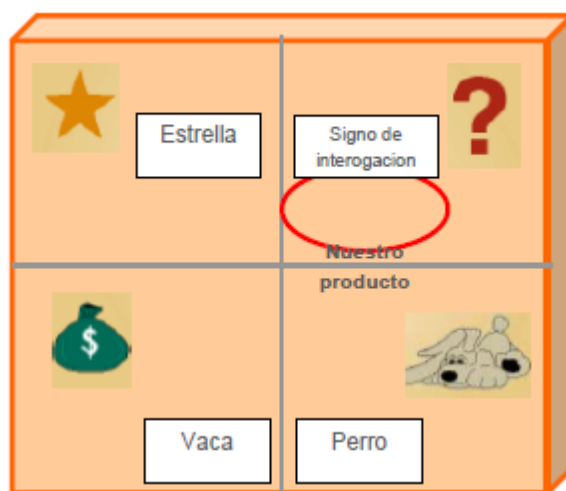 Estrella
Signo de
interogacion
?
Nuestro
producto
$
Vaca
Perro